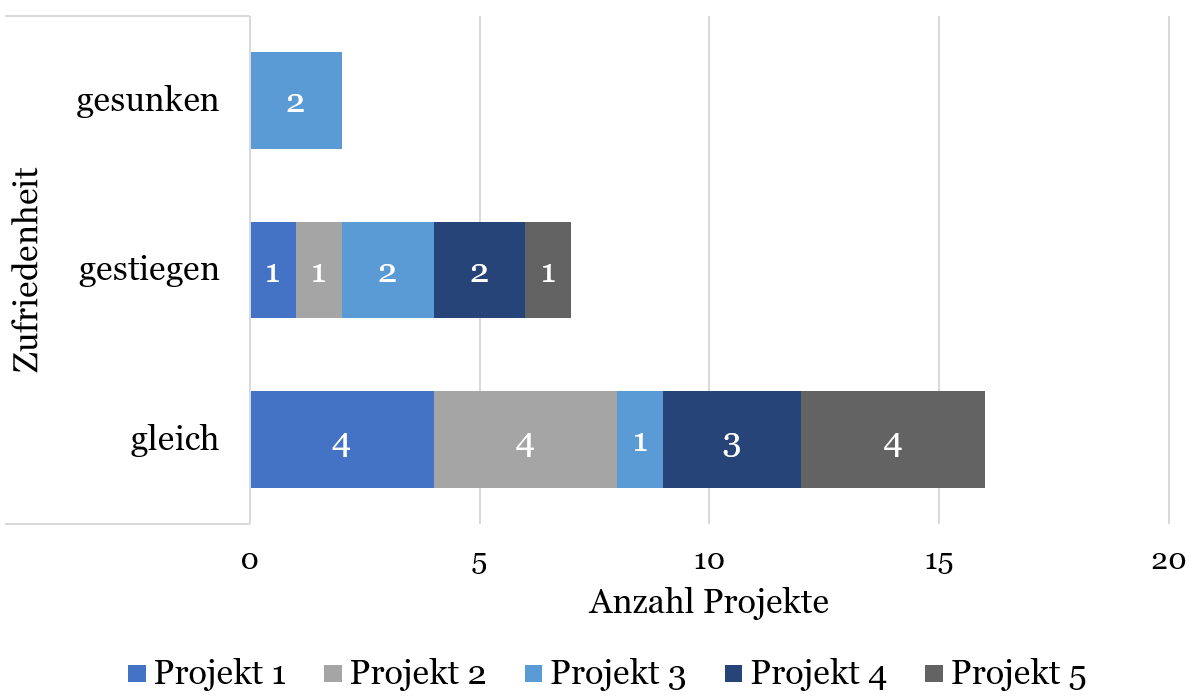 Zufriedenheit
gesunken
2
gestiegen
1 1 2 2 1
gleich
4 4 1 3 4
0 5 10 15 20
Anzahl Projekte
Projekt 1 Projekt 2 Projekt 3 Projekt 4 Projekt 5